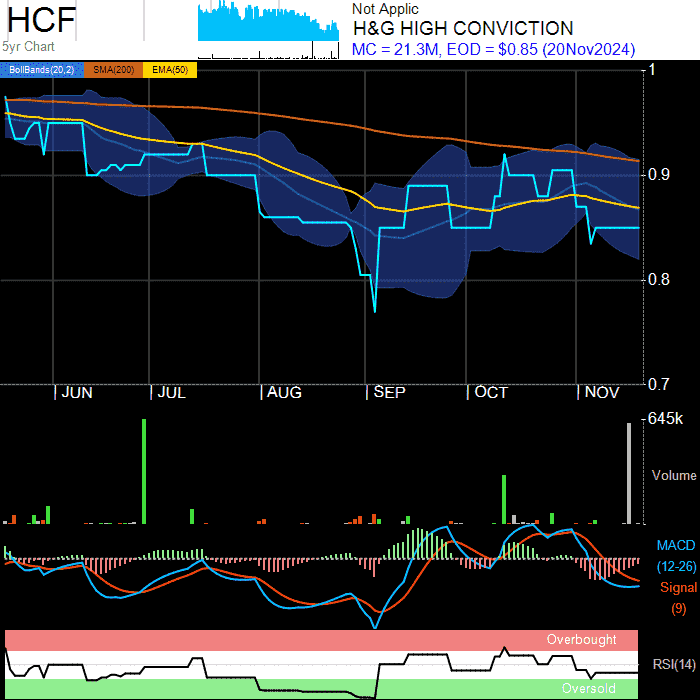 HCF
5yr Chart
Not Applic
H&G HIGH CONVICTION
MC = 21.3M, EOD = $0.85 (20Nov2024)
BollBands(20,2) SMA(200) EMA(50)
1
0.9
0.8
0.7
JUN JUL AUG SEP OCT NOV
645k
Volume
MACD
(12-26)
Signal
(9)
Overbought
RSI(14)
Oversold